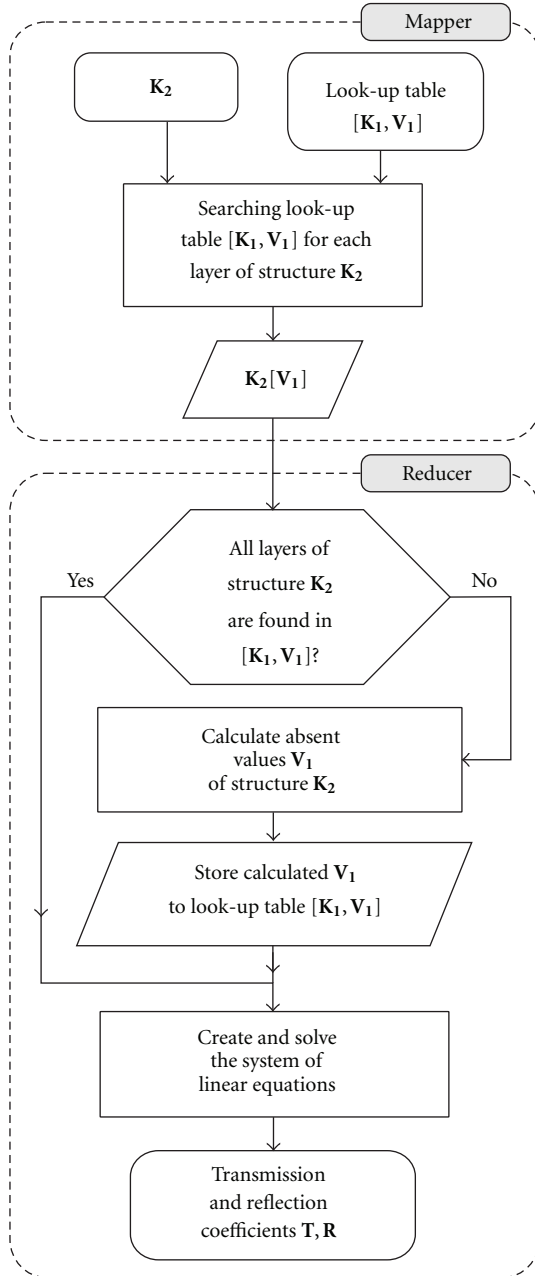 Mapper
K2
Look-up table
[K1, V1]
Searching look-up
table [K1, V1] for each
layer of structure K2
K2[V1]
Reducer
All layers of
structure K2
are found in
[K1, V1]?
Yes
No
Calculate absent
values V1
of structure K2
Store calculated V1
to look-up table [K1, V1]
Create and solve
the system of
linear equations
Transmission
and reflection
coefficients T, R